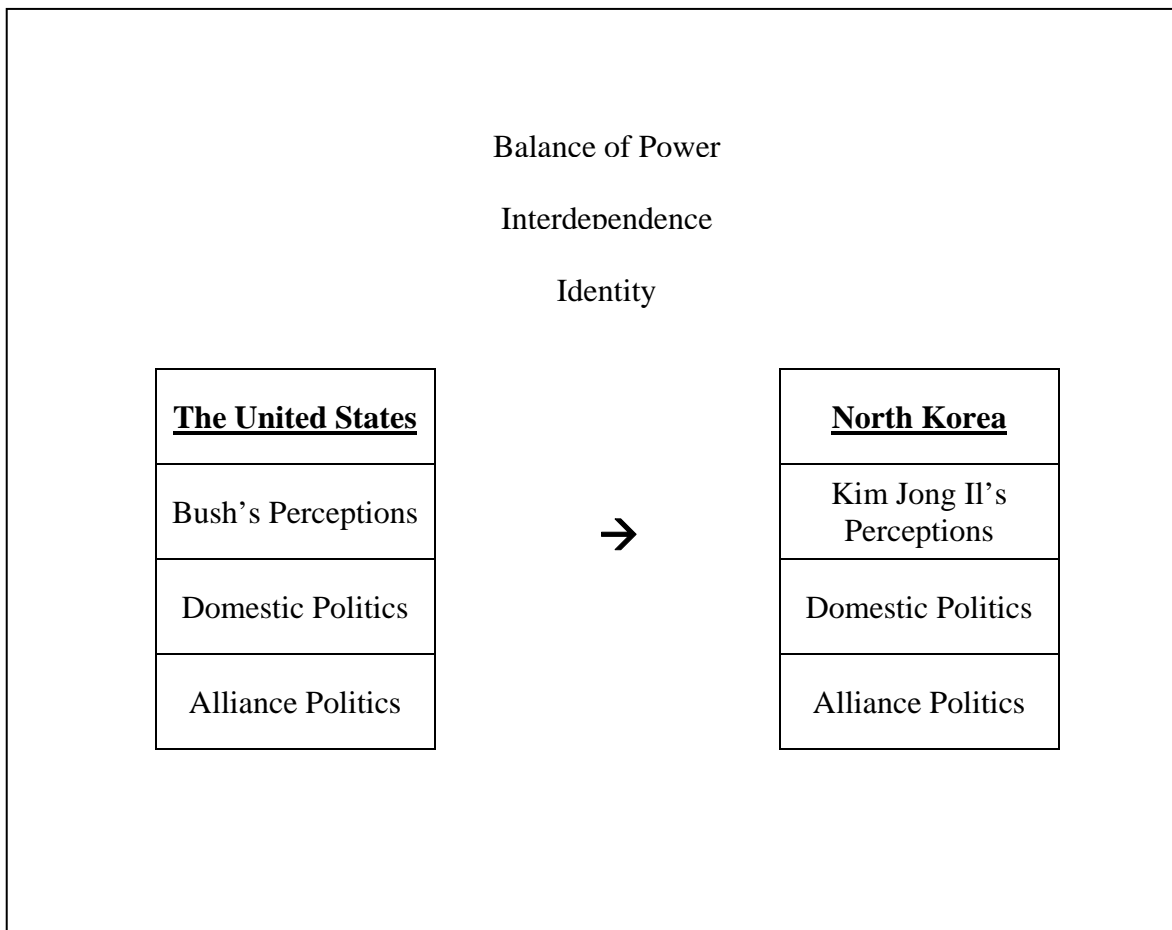 Balance of Power
Interdependence
Identity
The United States
Bush’s Perceptions
Domestic Politics
Alliance Politics
→
North Korea
Kim Jong Il’s
Perceptions
Domestic Politics
Alliance Politics